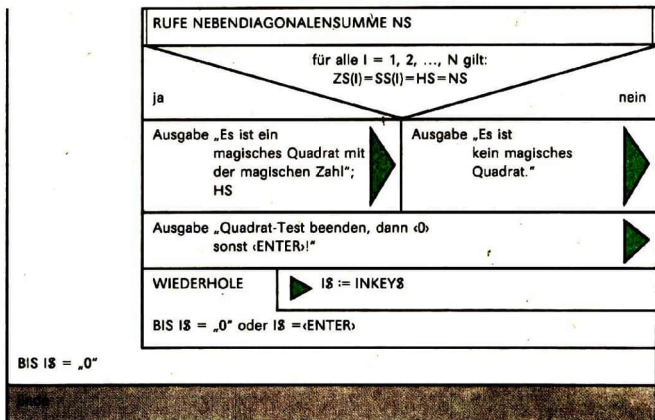 RUFE NEBENDIAGONALENSUMME NS
für alle I = 1, 2, ..., N gilt:
ZS(I)=SS(I)=HS=NS
ja
nein
Ausgabe „Es ist ein
magisches Quadrat mit
der magischen Zahl“;
HS
Ausgabe „Es ist
kein magisches
Quadrat.“
Ausgabe „Quadrat-Test beenden, dann ‹0›
sonst ‹ENTER›!“
WIEDERHOLE
I$ := INKEY$
BIS I$ = „0“ oder I$ =‹ENTER›
BIS I$ = „0“
Ende